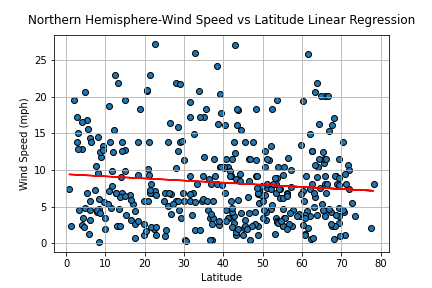 Northern Hemisphere-Wind Speed vs Latitude Linear Regression
25
20
15
10
5
0
Wind Speed (mph)
0 10 20 30 40 50 60 70 80
Latitude